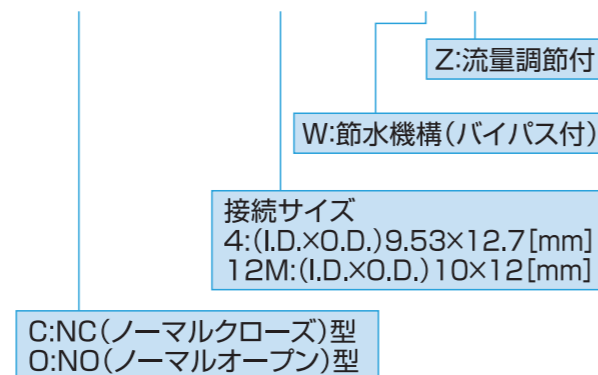 Z:流量調節付
W:節水機構(バイパス付)
接続サイズ
4:(I.D.×O.D.)9.53×12.7[mm]
12M:(I.D.×O.D.)10×12[mm]
C:NC(ノーマルクローズ)型
O:NO(ノーマルオープン)型